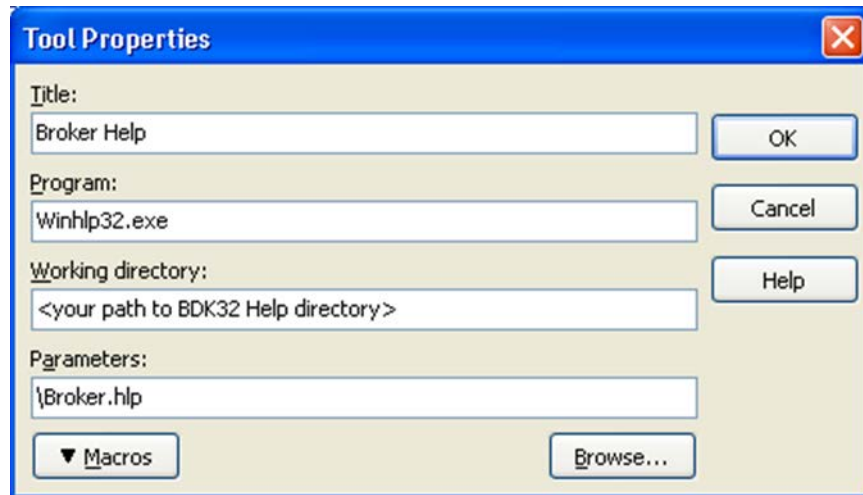 Tool Properties
Title:
Broker Help
OK
Program:
Winhlp32.exe
Cancel
Working directory:
<your path to BDK32 Help directory>
Help
Parameters:
\Broker.hlp
▼ Macros
Browse...